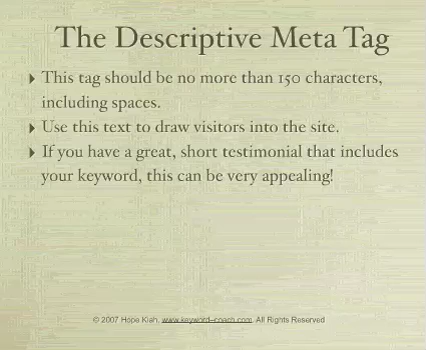 The Descriptive Meta Tag
This tag should be no more than 150 characters,
including spaces.
Use this text to draw visitors into the site.
If you have a great, short testimonial that includes
your keyword, this can be very appealing!
© 2007 Hope Kiah, www.keyword-coach.com. All Rights Reserved